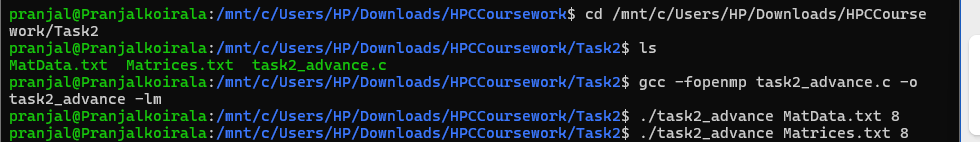 pranjal@Pranjalkoirala:/mnt/c/Users/HP/Downloads/HPCCoursework$ cd /mnt/c/Users/HP/Downloads/HPCCourse
work/Task2
pranjal@Pranjalkoirala:/mnt/c/Users/HP/Downloads/HPCCoursework/Task2$ ls
MatData.txt  Matrices.txt  task2_advance.c
pranjal@Pranjalkoirala:/mnt/c/Users/HP/Downloads/HPCCoursework/Task2$ gcc -fopenmp task2_advance.c -o
task2_advance -lm
pranjal@Pranjalkoirala:/mnt/c/Users/HP/Downloads/HPCCoursework/Task2$ ./task2_advance MatData.txt 8
pranjal@Pranjalkoirala:/mnt/c/Users/HP/Downloads/HPCCoursework/Task2$ ./task2_advance Matrices.txt 8